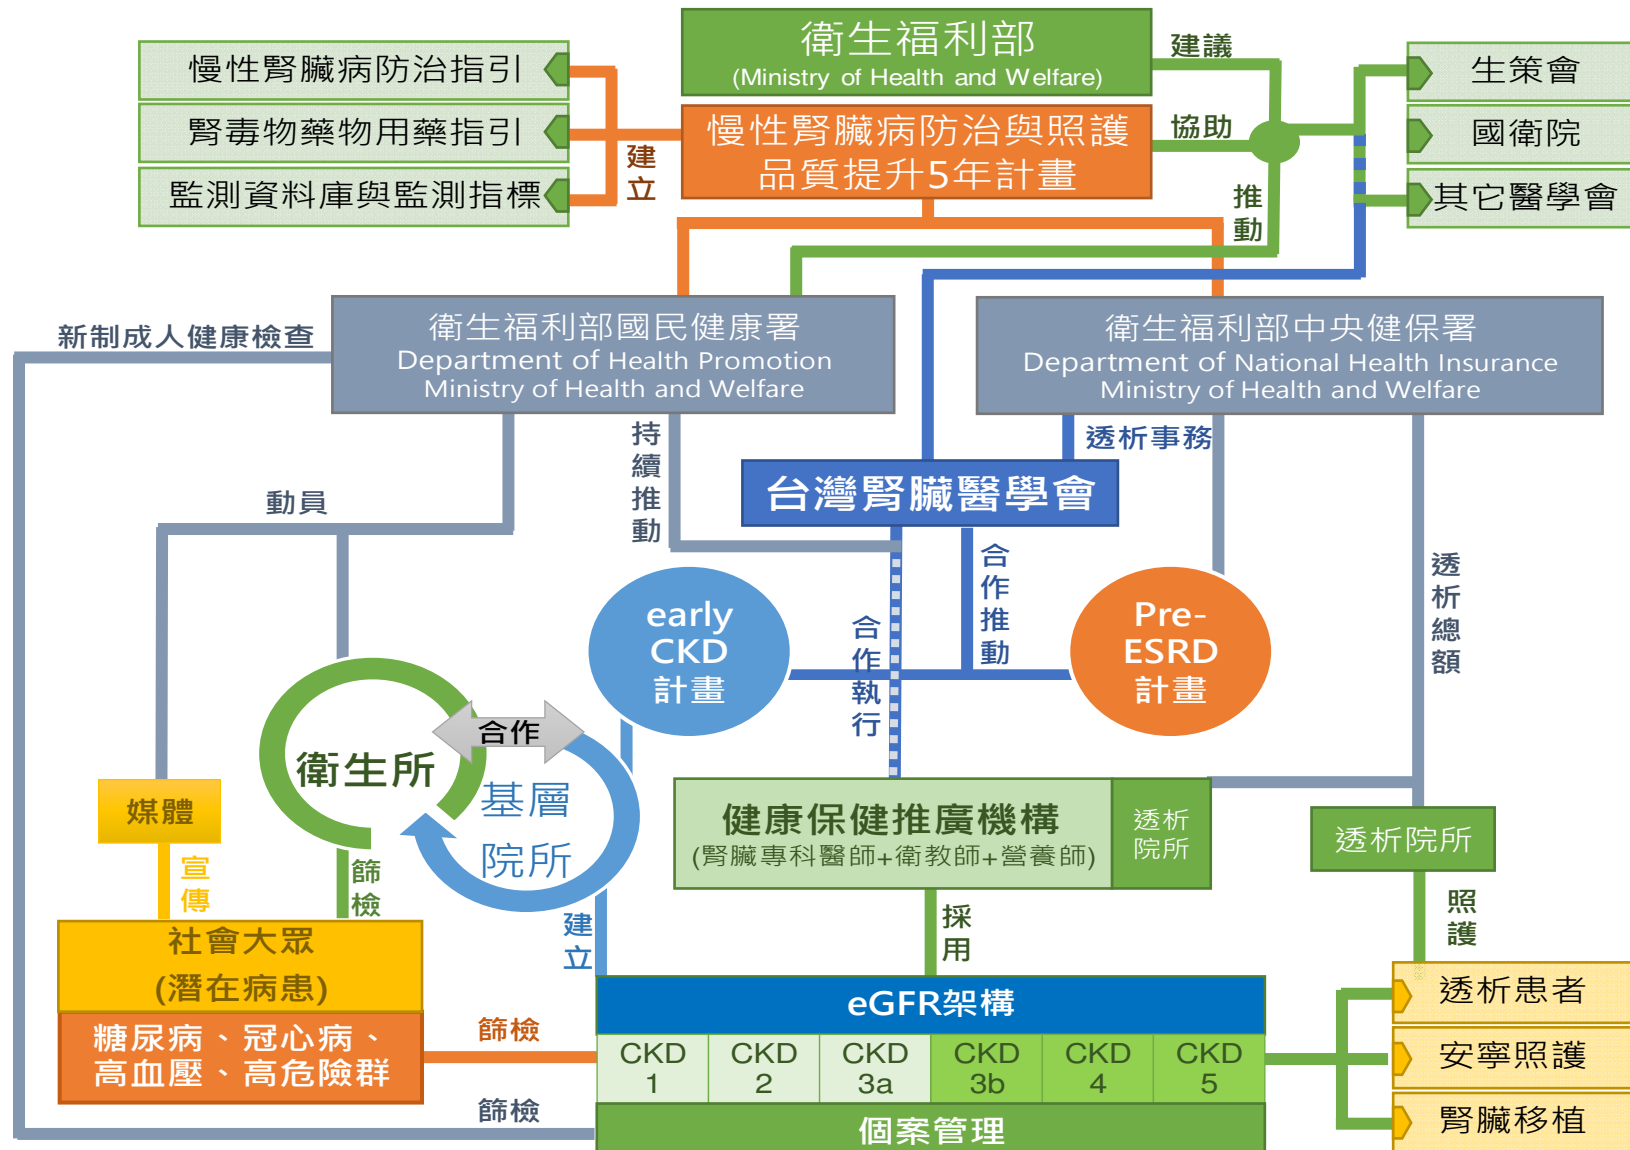 衛生福利部
(Ministry of Health and Welfare)
慢性腎臟病防治與照護
品質提升5年計畫
慢性腎臟病防治指引
腎毒物藥物用藥指引
監測資料庫與監測指標
建立
建議
協助
推動
生策會
國衛院
其它醫學會
新制成人健康檢查
衛生福利部國民健康署
Department of Health Promotion
Ministry of Health and Welfare
衛生福利部中央健保署
Department of National Health Insurance
Ministry of Health and Welfare
動員
持續推動
透析事務
台灣腎臟醫學會
合作推動
合作執行
透析總額
early
CKD
計畫
Pre-
ESRD
計畫
衛生所
合作
基層
院所
媒體
宣傳
篩檢
建立
健康保健推廣機構
(腎臟專科醫師+衛教師+營養師)
透析
院所
透析院所
採用
照護
社會大眾
(潛在病患)
糖尿病、冠心病、
高血壓、高危險群
篩檢
篩檢
eGFR架構
CKD
1
CKD
2
CKD
3a
CKD
3b
CKD
4
CKD
5
個案管理
透析患者
安寧照護
腎臟移植